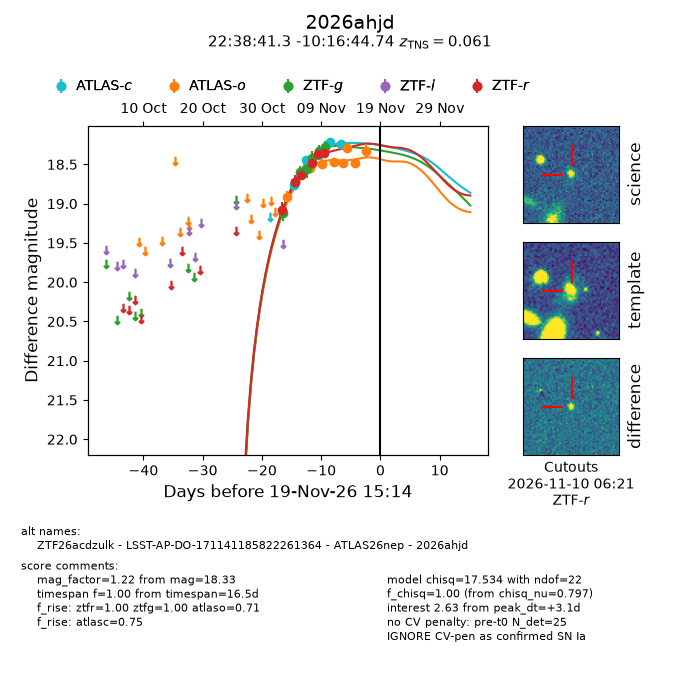 2026ahjd
22:38:41.3 -10:16:44.74 zTNS = 0.061
ATLAS-c ATLAS-o ZTF-g ZTF-i ZTF-r
10 Oct 20 Oct 30 Oct 09 Nov 19 Nov 29 Nov
18.5
19.0
19.5
20.0
20.5
21.0
21.5
22.0
Difference magnitude
−40 −30 −20 −10 0 10
Days before 19-Nov-26 15:14
science
template
difference
Cutouts
2026-11-10 06:21
ZTF-r
alt names:
ZTF26acdzulk - LSST-AP-DO-171141185822261364 - ATLAS26nep - 2026ahjd
score comments:
mag_factor=1.22 from mag=18.33
timespan f=1.00 from timespan=16.5d
f_rise: ztfr=1.00 ztfg=1.00 atlaso=0.71
f_rise: atlasc=0.75
model chisq=17.534 with ndof=22
f_chisq=1.00 (from chisq_nu=0.797)
interest 2.63 from peak_dt=+3.1d
no CV penalty: pre-t0 N_det=25
IGNORE CV-pen as confirmed SN Ia